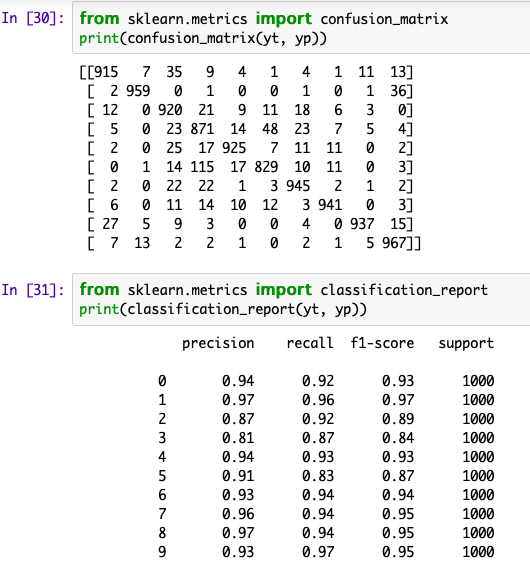 In [30]: from sklearn.metrics import confusion_matrix
print(confusion_matrix(yt, yp))
[[915 7 35 9 4 1 4 1 11 13]
[ 2 959 0 1 0 0 1 0 1 36]
[ 12 0 920 21 9 11 18 6 3 0]
[ 5 0 23 871 14 48 23 7 5 4]
[ 2 0 25 17 925 7 11 11 0 2]
[ 0 1 14 115 17 829 10 11 0 3]
[ 2 0 22 22 1 3 945 2 1 2]
[ 6 0 11 14 10 12 3 941 0 3]
[ 27 5 9 3 0 0 4 0 937 15]
[ 7 13 2 2 1 0 2 1 5 967]]
In [31]: from sklearn.metrics import classification_report
print(classification_report(yt, yp))
precision recall f1-score support
0 0.94 0.92 0.93 1000
1 0.97 0.96 0.97 1000
2 0.87 0.92 0.89 1000
3 0.81 0.87 0.84 1000
4 0.94 0.93 0.93 1000
5 0.91 0.83 0.87 1000
6 0.93 0.94 0.94 1000
7 0.96 0.94 0.95 1000
8 0.97 0.94 0.95 1000
9 0.93 0.97 0.95 1000